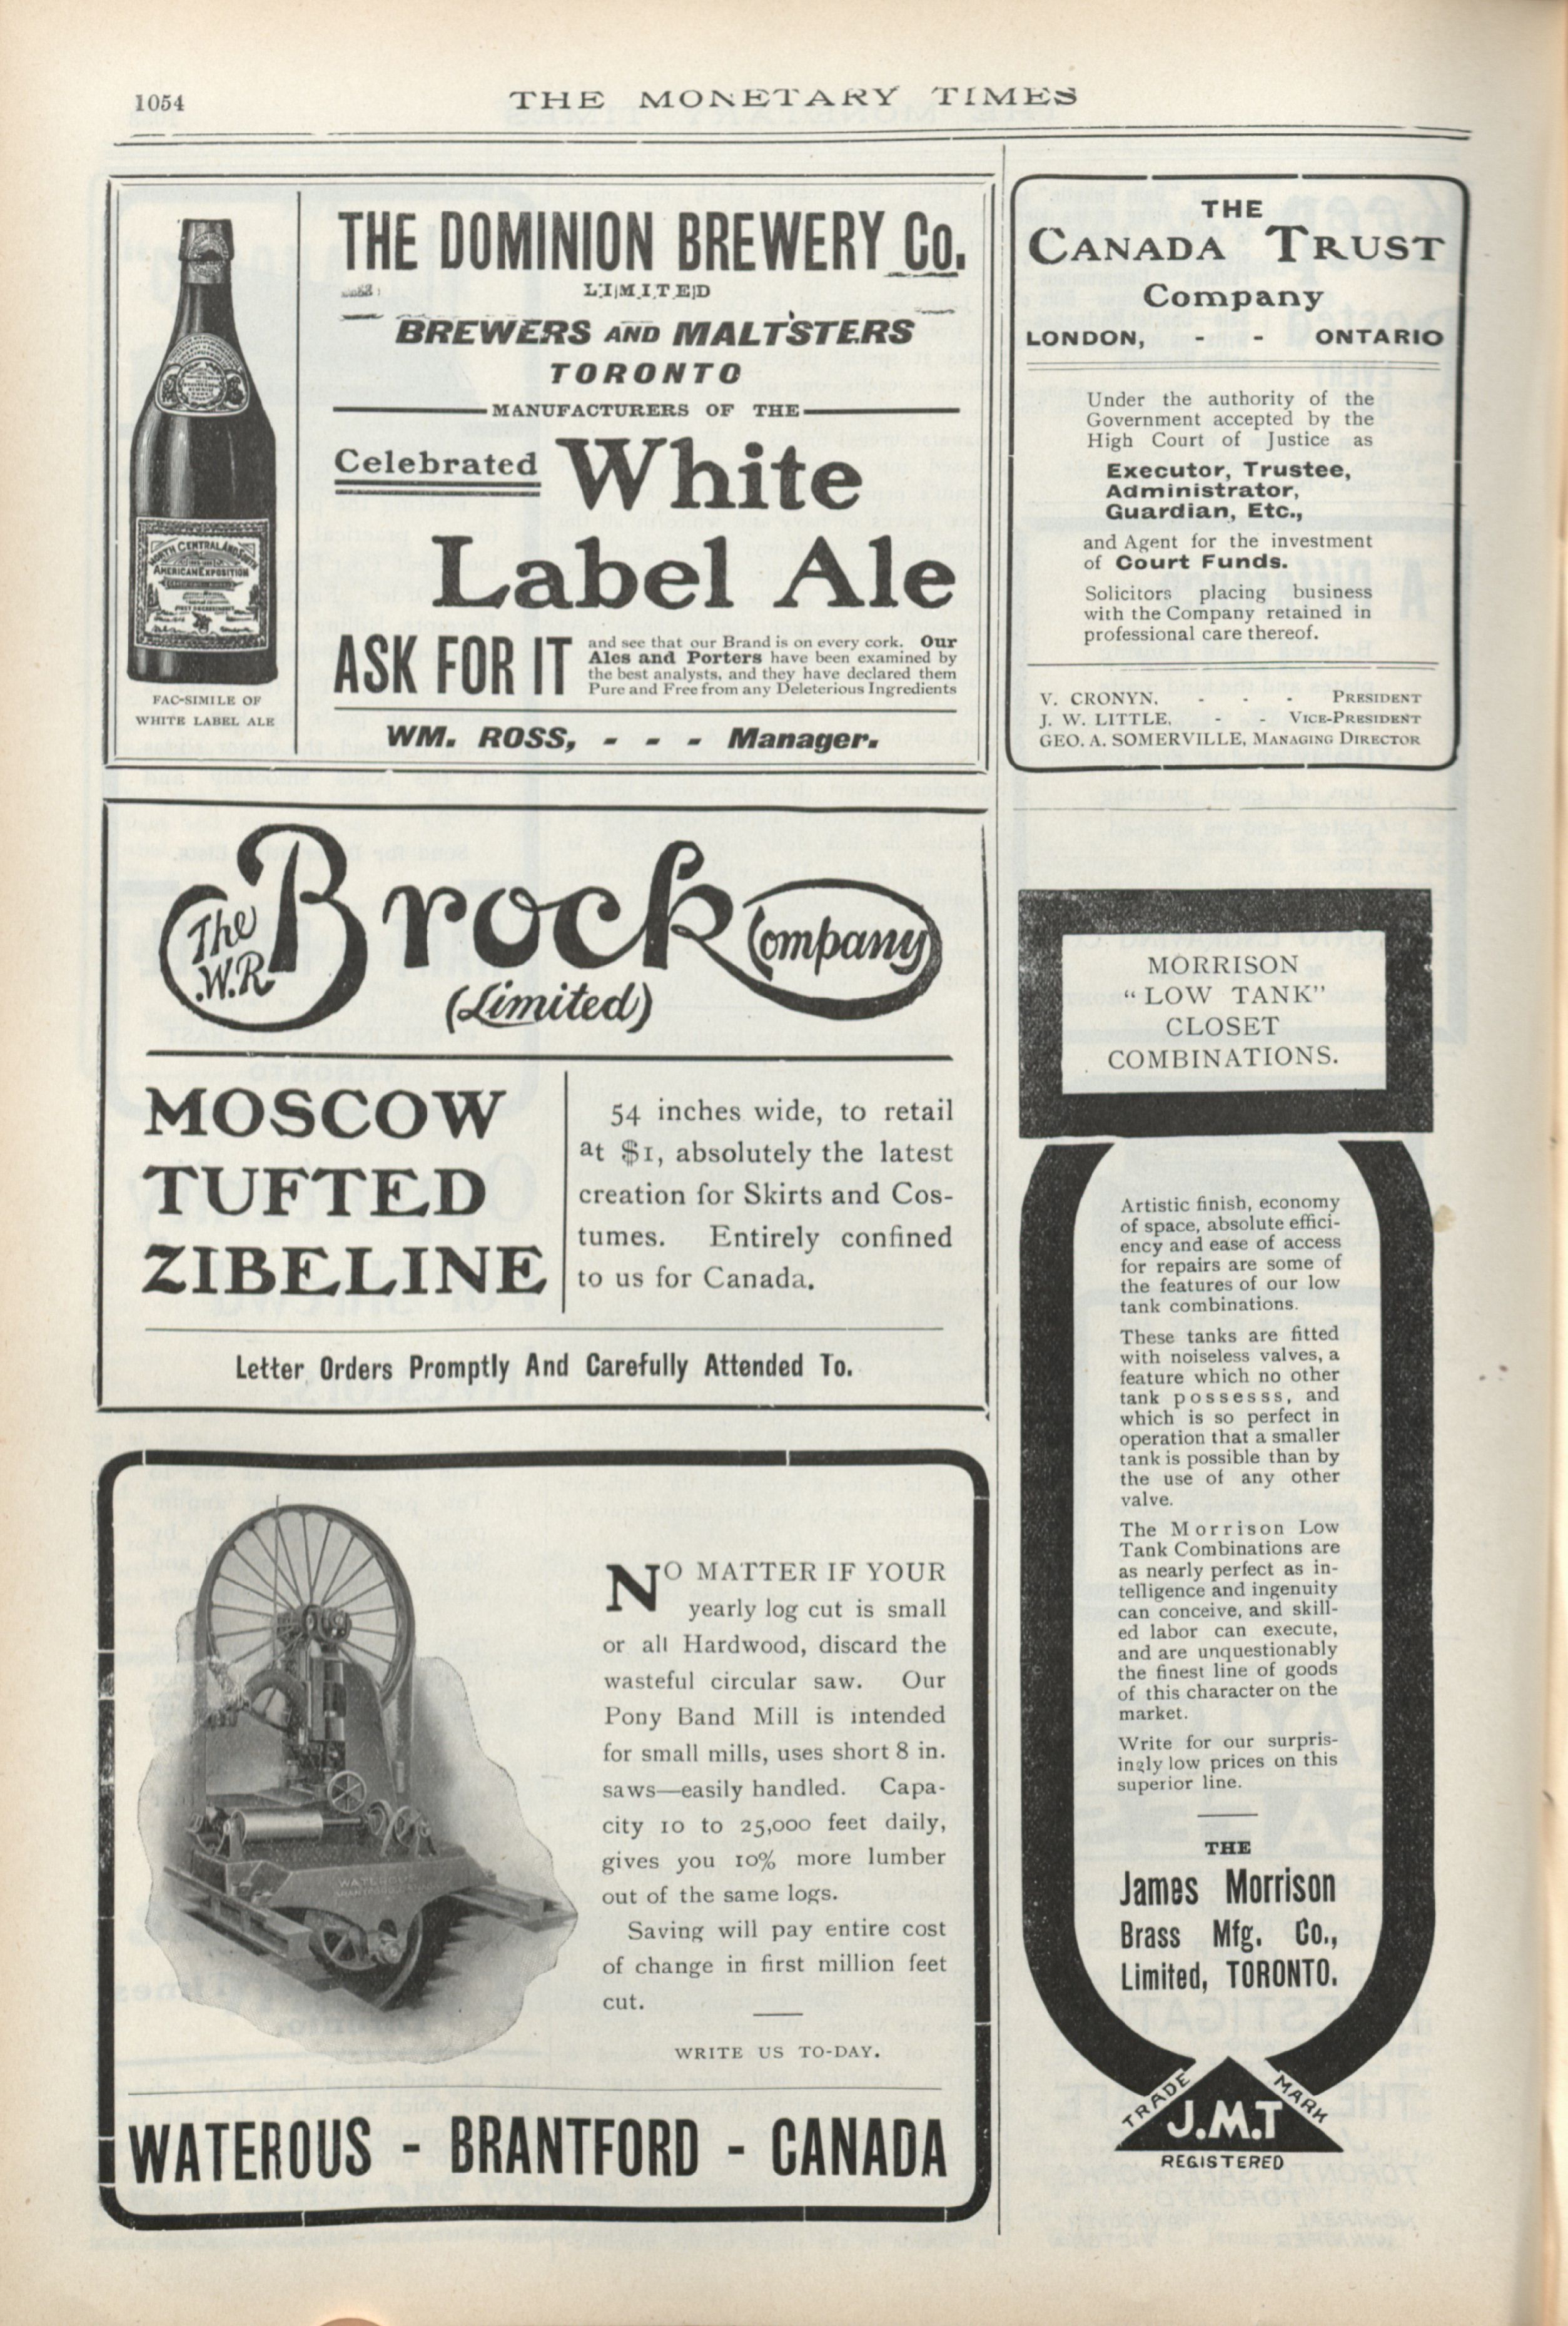 1054
THE MONETARY TIMES
NORTH CENTRAL AND SOUTH
AMERICAN EXPOSITION
FAC-SIMILE OF
WHITE LABEL ALE
THE DOMINION BREWERY Co.
LIMITED
BREWERS AND MALTSTERS
TORONTO
MANUFACTURERS OF THE
Celebrated White
Label Ale
ASK FOR IT
and see that our Brand is on every cork. Our
Ales and Porters have been examined by
the best analysts, and they have declared them
Pure and Free from any Deleterious Ingredients
WM. ROSS, - - - Manager.
THE
CANADA TRUST
Company
LONDON, - - ONTARIO
Under the authority of the
Government accepted by the
High Court of Justice as
Executor, Trustee,
Administrator,
Guardian, Etc.,
and Agent for the investment
of Court Funds.
Solicitors placing business
with the Company retained in
professional care thereof.
V. CRONYN, - - - PRESIDENT
J. W. LITTLE, - - VICE-PRESIDENT
GEO. A. SOMERVILLE, MANAGING DIRECTOR
The W.R. Brock Company
(Limited)
MOSCOW
TUFTED
ZIBELINE
54 inches wide, to retail
at $1, absolutely the latest
creation for Skirts and Cos-
tumes. Entirely confined
to us for Canada.
Letter Orders Promptly And Carefully Attended To.
WATEROUS
NO MATTER IF YOUR
yearly log cut is small
or all Hardwood, discard the
wasteful circular saw. Our
Pony Band Mill is intended
for small mills, uses short 8 in.
saws—easily handled. Capa-
city 10 to 25,000 feet daily,
gives you 10% more lumber
out of the same logs.
Saving will pay entire cost
of change in first million feet
cut.
WRITE US TO-DAY.
WATEROUS - BRANTFORD - CANADA
MORRISON
"LOW TANK"
CLOSET
COMBINATIONS.
Artistic finish, economy
of space, absolute effici-
ency and ease of access
for repairs are some of
the features of our low
tank combinations.
These tanks are fitted
with noiseless valves, a
feature which no other
tank possesss, and
which is so perfect in
operation that a smaller
tank is possible than by
the use of any other
valve.
The Morrison Low
Tank Combinations are
as nearly perfect as in-
telligence and ingenuity
can conceive, and skill-
ed labor can execute,
and are unquestionably
the finest line of goods
of this character on the
market.
Write for our surpris-
ingly low prices on this
superior line.
THE
James Morrison
Brass Mfg. Co.,
Limited, TORONTO.
TRADE MARK
J.M.T
REGISTERED